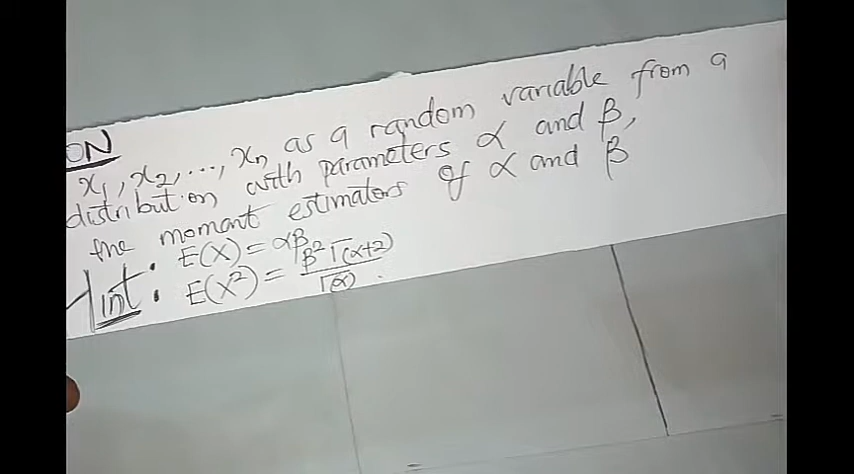 ON
x₁, x₂, ..., xₙ as a random variable from a
distribution with parameters α and β,
the moment estimators of α and β
Hint: E(X) = αβ
E(X²) = β² Γ(α+2) / Γ(α).